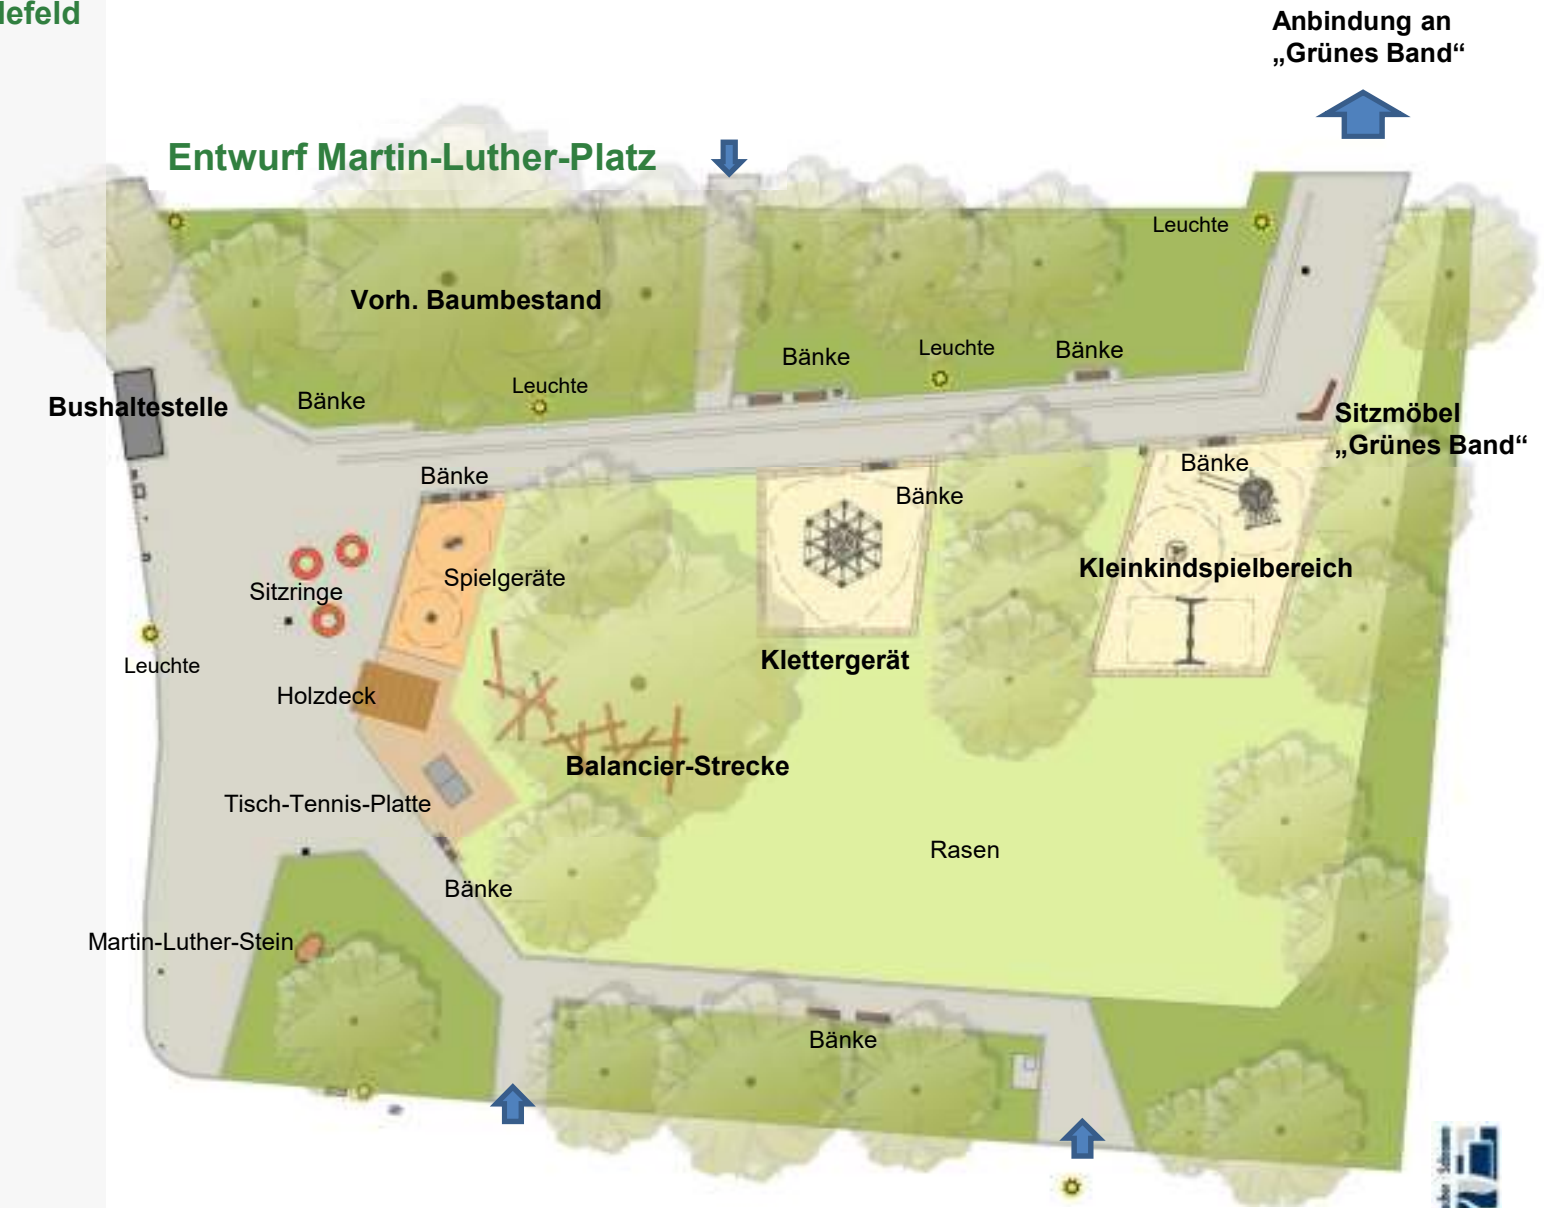 lefeld
Anbindung an
„Grünes Band“
Entwurf Martin-Luther-Platz
Leuchte
Vorh. Baumbestand
Bänke
Leuchte
Bänke
Leuchte
Bänke
Bushaltestelle
Sitzmöbel
„Grünes Band“
Bänke
Bänke
Bänke
Spielgeräte
Sitzringe
Kleinkindspielbereich
Leuchte
Klettergerät
Holzdeck
Balancier-Strecke
Tisch-Tennis-Platte
Rasen
Bänke
Martin-Luther-Stein
Bänke